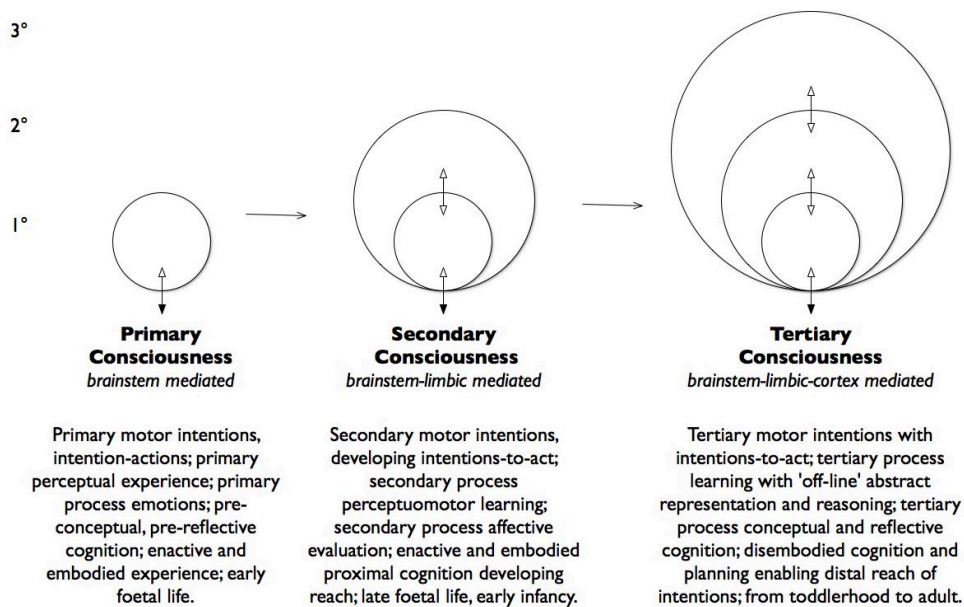 3°
2°
1°
Primary
Consciousness
brainstem mediated
Primary motor intentions,
intention-actions; primary
perceptual experience; primary
process emotions; pre-
conceptual, pre-reflective
cognition; enactive and
embodied experience; early
foetal life.
Secondary
Consciousness
brainstem-limbic mediated
Secondary motor intentions,
developing intentions-to-act;
secondary process
perceptuomotor learning;
secondary process affective
evaluation; enactive and embodied
proximal cognition developing
reach; late foetal life, early infancy.
Tertiary
Consciousness
brainstem-limbic-cortex mediated
Tertiary motor intentions with
intentions-to-act; tertiary process
learning with 'off-line' abstract
representation and reasoning; tertiary
process conceptual and reflective
cognition; disembodied cognition and
planning enabling distal reach of
intentions; from toddlerhood to adult.